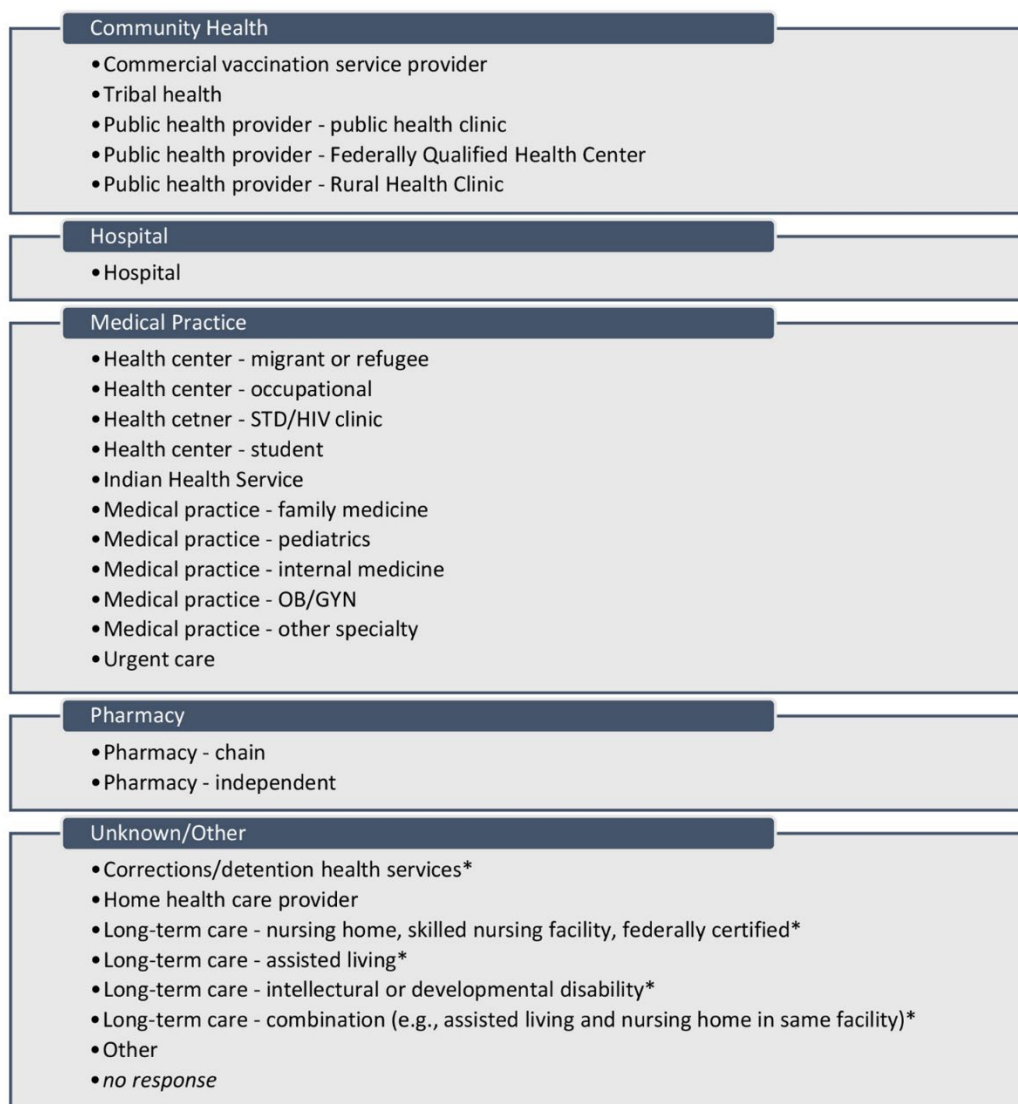 Community Health
•Commercial vaccination service provider
•Tribal health
•Public health provider - public health clinic
•Public health provider - Federally Qualified Health Center
•Public health provider - Rural Health Clinic
Hospital
•Hospital
Medical Practice
•Health center - migrant or refugee
•Health center - occupational
•Health cetner - STD/HIV clinic
•Health center - student
•Indian Health Service
•Medical practice - family medicine
•Medical practice - pediatrics
•Medical practice - internal medicine
•Medical practice - OB/GYN
•Medical practice - other specialty
•Urgent care
Pharmacy
•Pharmacy - chain
•Pharmacy - independent
Unknown/Other
•Corrections/detention health services*
•Home health care provider
•Long-term care - nursing home, skilled nursing facility, federally certified*
•Long-term care - assisted living*
•Long-term care - intellectural or developmental disability*
•Long-term care - combination (e.g., assisted living and nursing home in same facility)*
•Other
•no response